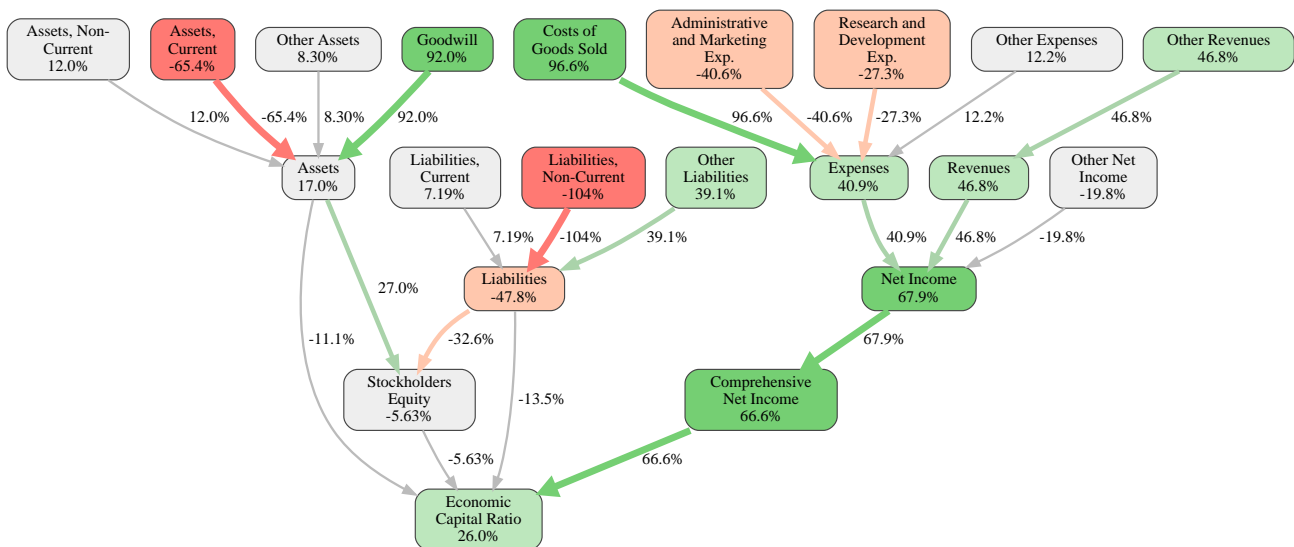 Assets, Non-
Current
12.0%
Assets,
Current
-65.4%
Other Assets
8.30%
Goodwill
92.0%
Costs of
Goods Sold
96.6%
Administrative
and Marketing
Exp.
-40.6%
Research and
Development
Exp.
-27.3%
Other Expenses
12.2%
Other Revenues
46.8%
12.0%
-65.4%
8.30%
92.0%
96.6%
-40.6%
-27.3%
12.2%
46.8%
Assets
17.0%
Liabilities,
Current
7.19%
Liabilities,
Non-Current
-104%
Other
Liabilities
39.1%
Expenses
40.9%
Revenues
46.8%
Other Net
Income
-19.8%
7.19%
-104%
39.1%
40.9%
46.8%
-19.8%
Liabilities
-47.8%
Net Income
67.9%
27.0%
-11.1%
-32.6%
-13.5%
67.9%
Stockholders
Equity
-5.63%
Comprehensive
Net Income
66.6%
-5.63%
66.6%
Economic
Capital Ratio
26.0%